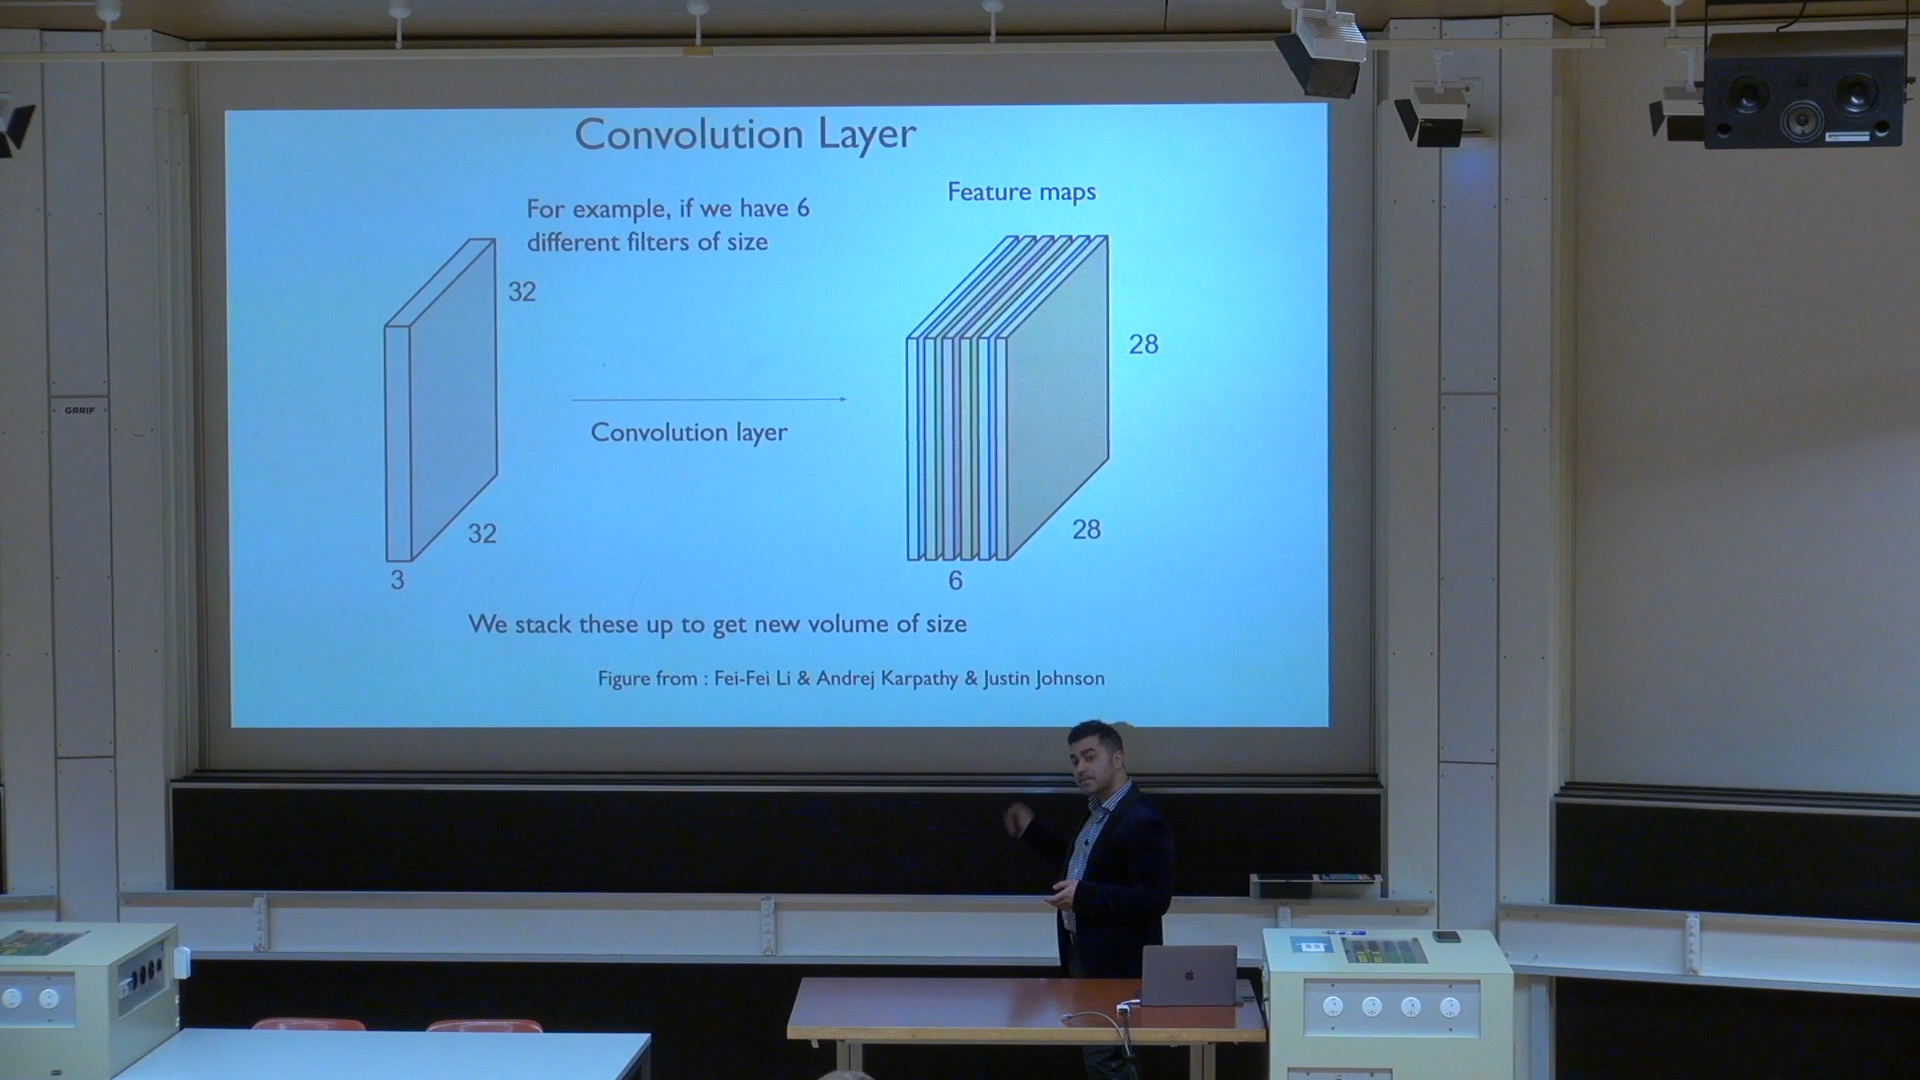 Convolution Layer
For example, if we have 6
different filters of size
Feature maps
32
28
Convolution layer
32
28
3
6
We stack these up to get new volume of size
Figure from : Fei-Fei Li & Andrej Karpathy & Justin Johnson
GRRIF